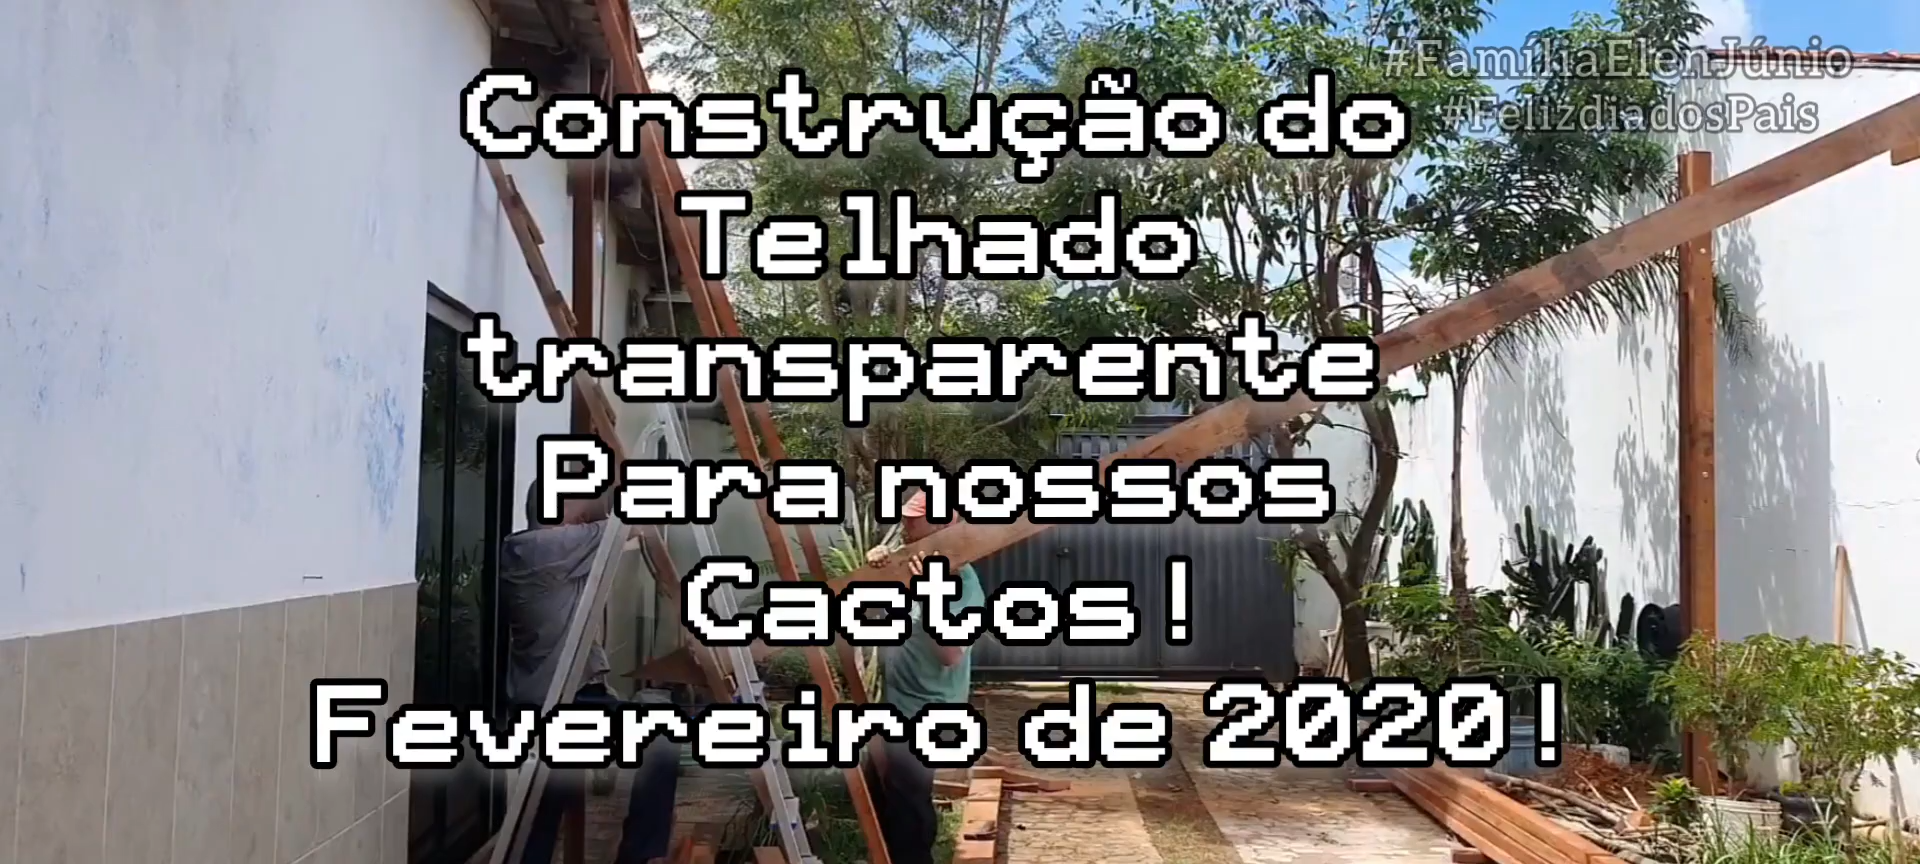 #FamíliaElenJúnio
#FelizdiadosPais
Construção do
Telhado
transparente
Para nossos
Cactos!
Fevereiro de 2020!